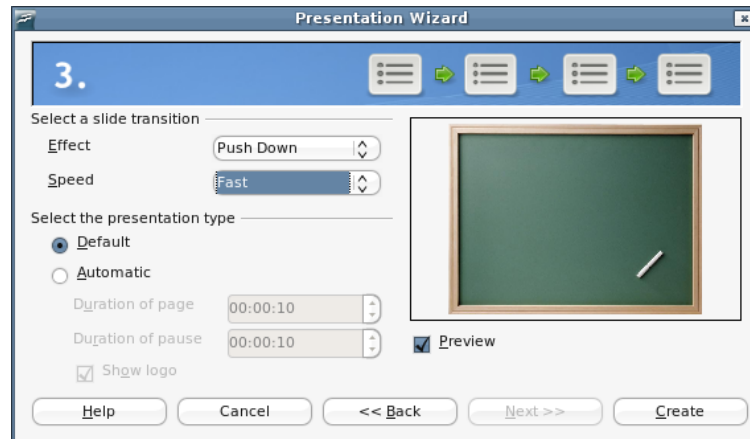 Presentation Wizard
3.
Select a slide transition
Effect
Push Down
Speed
Fast
Select the presentation type
Default
Automatic
Duration of page
00:00:10
Duration of pause
00:00:10
Show logo
Preview
Help
Cancel
<< Back
Next >>
Create